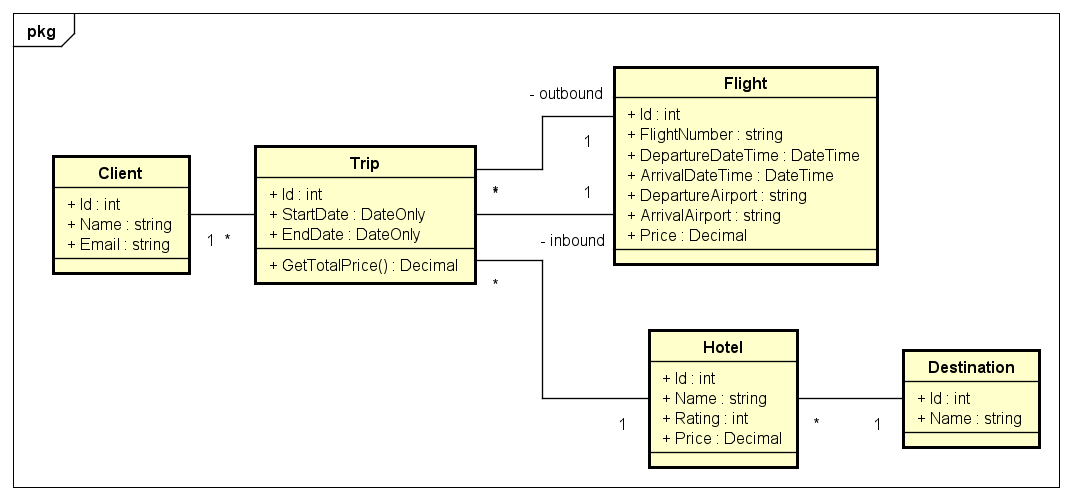 pkg
Client
+ Id : int
+ Name : string
+ Email : string
1
*
Trip
+ Id : int
+ StartDate : DateOnly
+ EndDate : DateOnly
+ GetTotalPrice() : Decimal
- outbound
1
*
1
- inbound
*
Flight
+ Id : int
+ FlightNumber : string
+ DepartureDateTime : DateTime
+ ArrivalDateTime : DateTime
+ DepartureAirport : string
+ ArrivalAirport : string
+ Price : Decimal
1
Hotel
+ Id : int
+ Name : string
+ Rating : int
+ Price : Decimal
*
1
Destination
+ Id : int
+ Name : string